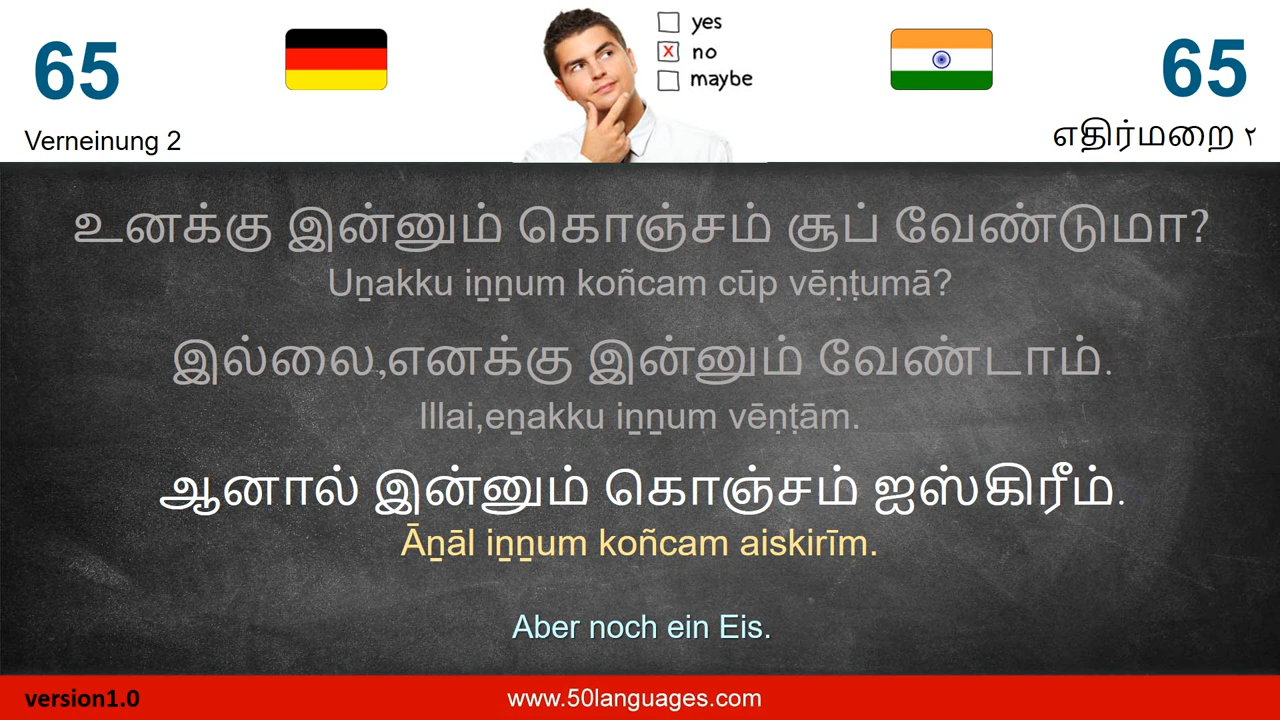 65
yes
no
maybe
65
Verneinung 2
எதிர்மறை ٢
உனக்கு இன்னும் கொஞ்சம் சூப் வேண்டுமா?
Uṉakku iṉṉum koñcam cūp vēṇṭumā?
இல்லை,எனக்கு இன்னும் வேண்டாம்.
Illai,eṉakku iṉṉum vēṇṭām.
ஆனால் இன்னும் கொஞ்சம் ஐஸ்கிரீம்.
Āṉāl iṉṉum koñcam aiskirīm.
Aber noch ein Eis.
version1.0
www.50languages.com